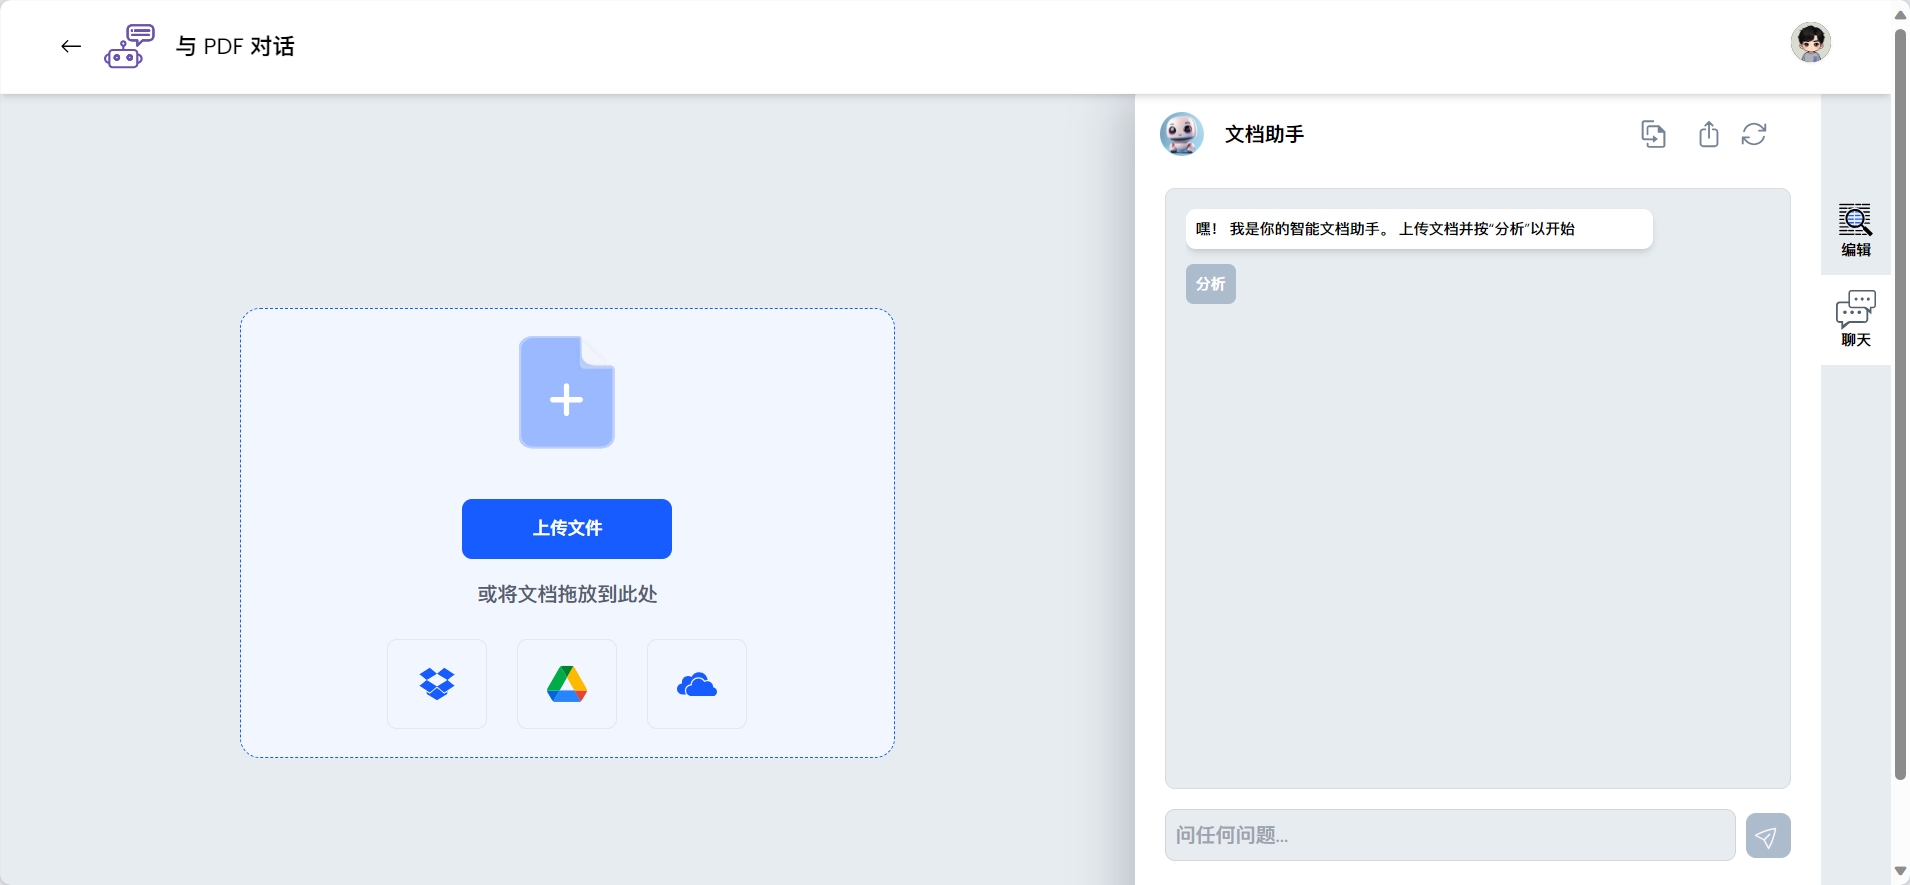 与 PDF 对话
文档助手
嘿！ 我是你的智能文档助手。 上传文档并按“分析”以开始
分析
编辑
聊天
上传文件
或将文档拖放到此处
问任何问题...